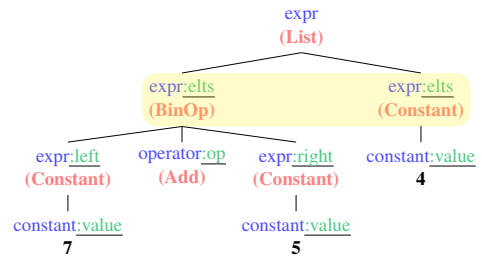 expr
(List)
expr:elts expr:elts
(BinOp) (Constant)
expr:left operator:op expr:right constant:value
(Constant) (Add) (Constant) 4
constant:value constant:value
7 5